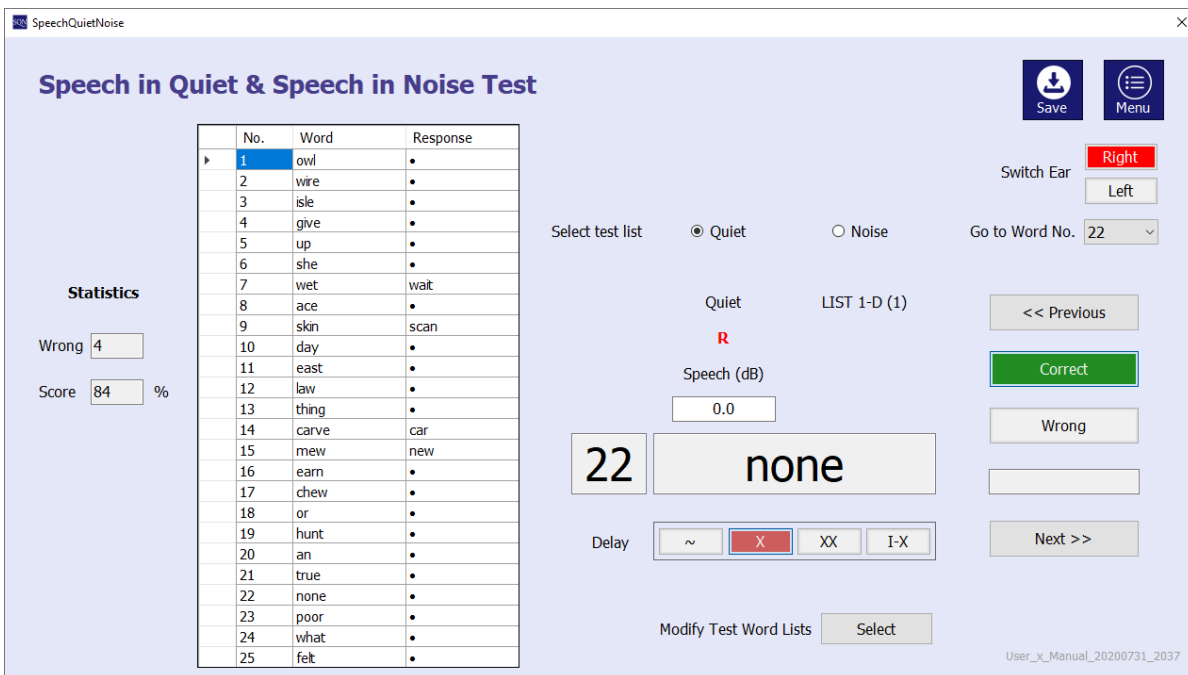 SQN SpeechQuietNoise
Speech in Quiet & Speech in Noise Test
Save
Menu
No. Word Response
1 owl •
2 wire •
3 isle •
4 give •
5 up •
6 she •
7 wet wait
8 ace •
9 skin scan
10 day •
11 east •
12 law •
13 thing •
14 carve car
15 mew new
16 earn •
17 chew •
18 or •
19 hunt •
20 an •
21 true •
22 none •
23 poor •
24 what •
25 felt •
Statistics
Wrong 4
Score 84 %
Switch Ear Right
Left
Select test list Quiet Noise
Go to Word No. 22
Quiet LIST 1-D (1)
R
Speech (dB)
0.0
22 none
Delay ~ X XX I-X
Modify Test Word Lists Select
<< Previous
Correct
Wrong
Next >>
User_x_Manual_20200731_2037